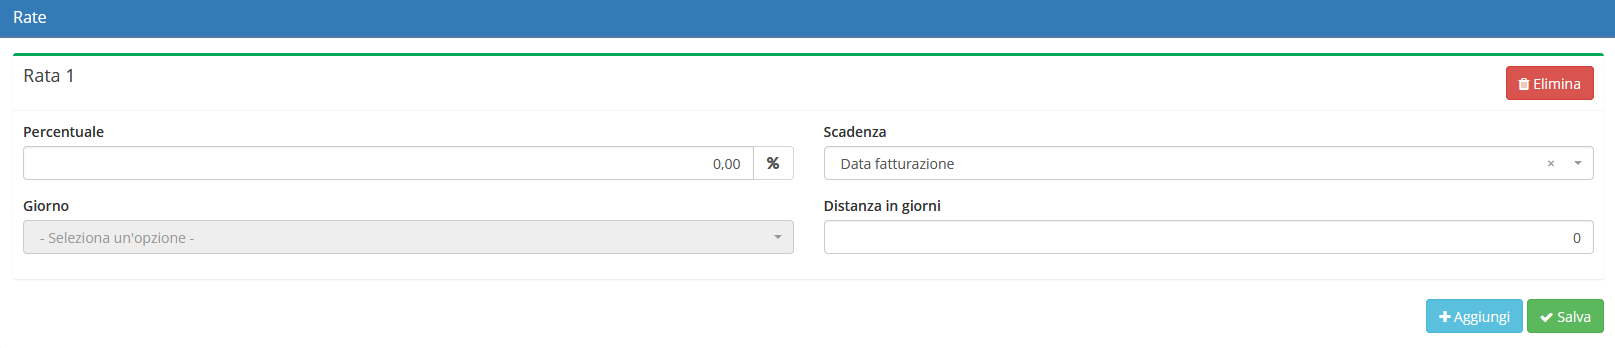 Rate
Rata 1
Elimina
Percentuale
Scadenza
0,00 %
Data fatturazione ×
Giorno
Distanza in giorni
- Seleziona un'opzione -
0
Aggiungi
Salva